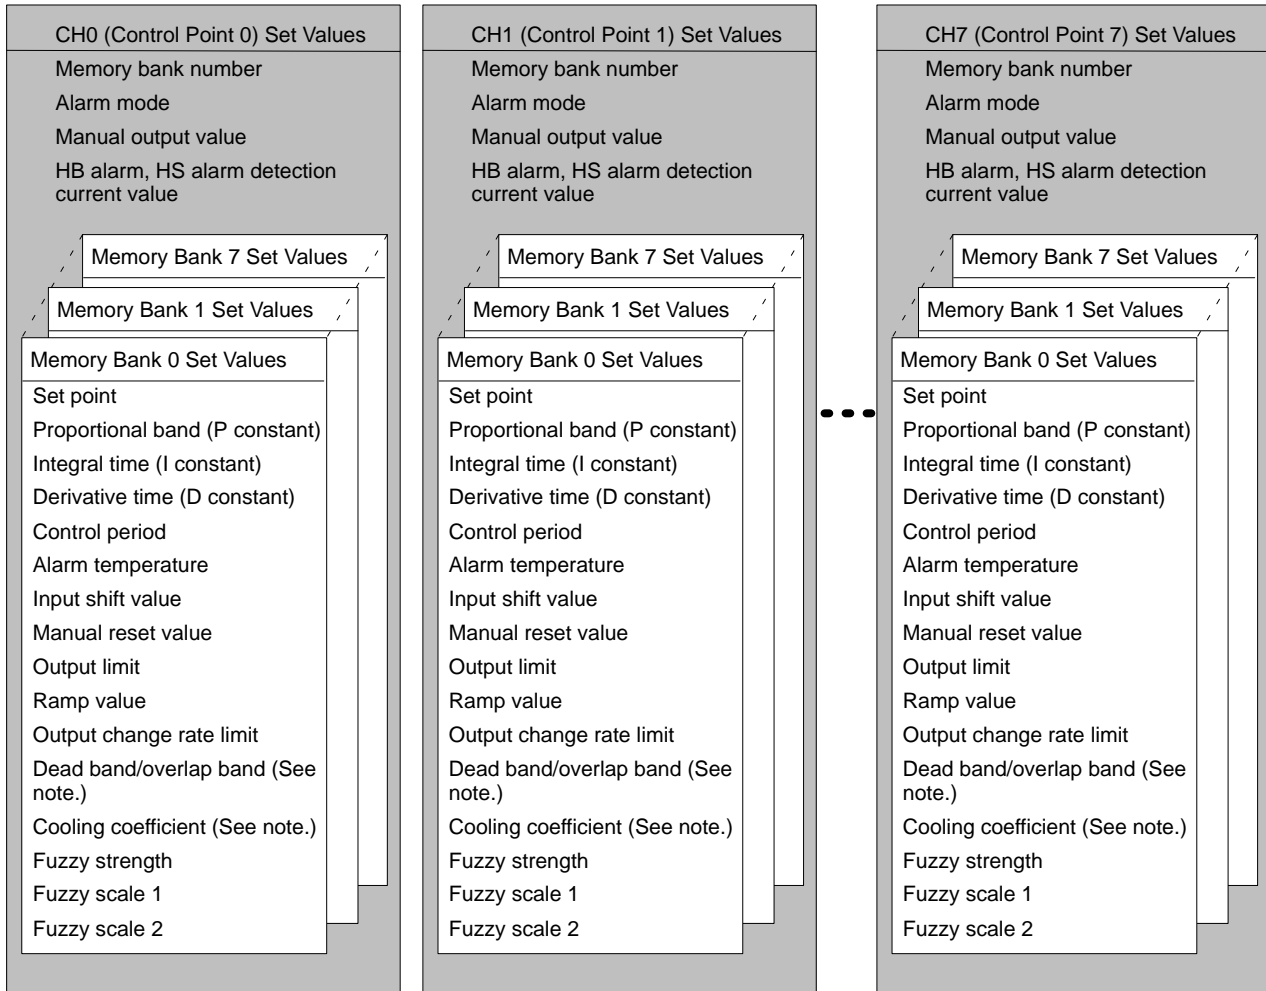 CH0 (Control Point 0) Set Values
Memory bank number
Alarm mode
Manual output value
HB alarm, HS alarm detection
current value
Memory Bank 7 Set Values
Memory Bank 1 Set Values
Memory Bank 0 Set Values
Set point
Proportional band (P constant)
Integral time (I constant)
Derivative time (D constant)
Control period
Alarm temperature
Input shift value
Manual reset value
Output limit
Ramp value
Output change rate limit
Dead band/overlap band (See
note.)
Cooling coefficient (See note.)
Fuzzy strength
Fuzzy scale 1
Fuzzy scale 2
CH1 (Control Point 1) Set Values
Memory bank number
Alarm mode
Manual output value
HB alarm, HS alarm detection
current value
Memory Bank 7 Set Values
Memory Bank 1 Set Values
Memory Bank 0 Set Values
Set point
Proportional band (P constant)
Integral time (I constant)
Derivative time (D constant)
Control period
Alarm temperature
Input shift value
Manual reset value
Output limit
Ramp value
Output change rate limit
Dead band/overlap band (See
note.)
Cooling coefficient (See note.)
Fuzzy strength
Fuzzy scale 1
Fuzzy scale 2
CH7 (Control Point 7) Set Values
Memory bank number
Alarm mode
Manual output value
HB alarm, HS alarm detection
current value
Memory Bank 7 Set Values
Memory Bank 1 Set Values
Memory Bank 0 Set Values
Set point
Proportional band (P constant)
Integral time (I constant)
Derivative time (D constant)
Control period
Alarm temperature
Input shift value
Manual reset value
Output limit
Ramp value
Output change rate limit
Dead band/overlap band (See
note.)
Cooling coefficient (See note.)
Fuzzy strength
Fuzzy scale 1
Fuzzy scale 2